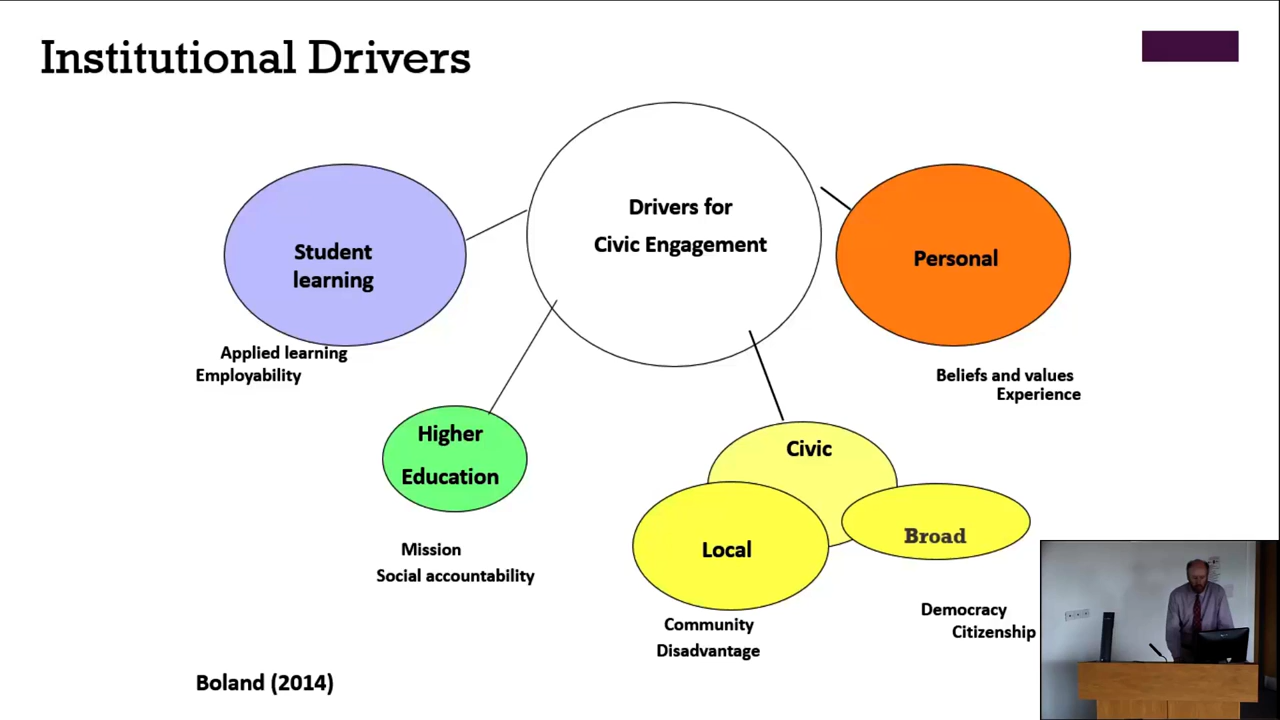 Institutional Drivers
Drivers for
Civic Engagement
Student
learning
Personal
Applied learning
Employability
Beliefs and values
Experience
Higher
Education
Civic
Local
Broad
Mission
Social accountability
Community
Disadvantage
Democracy
Citizenship
Boland (2014)